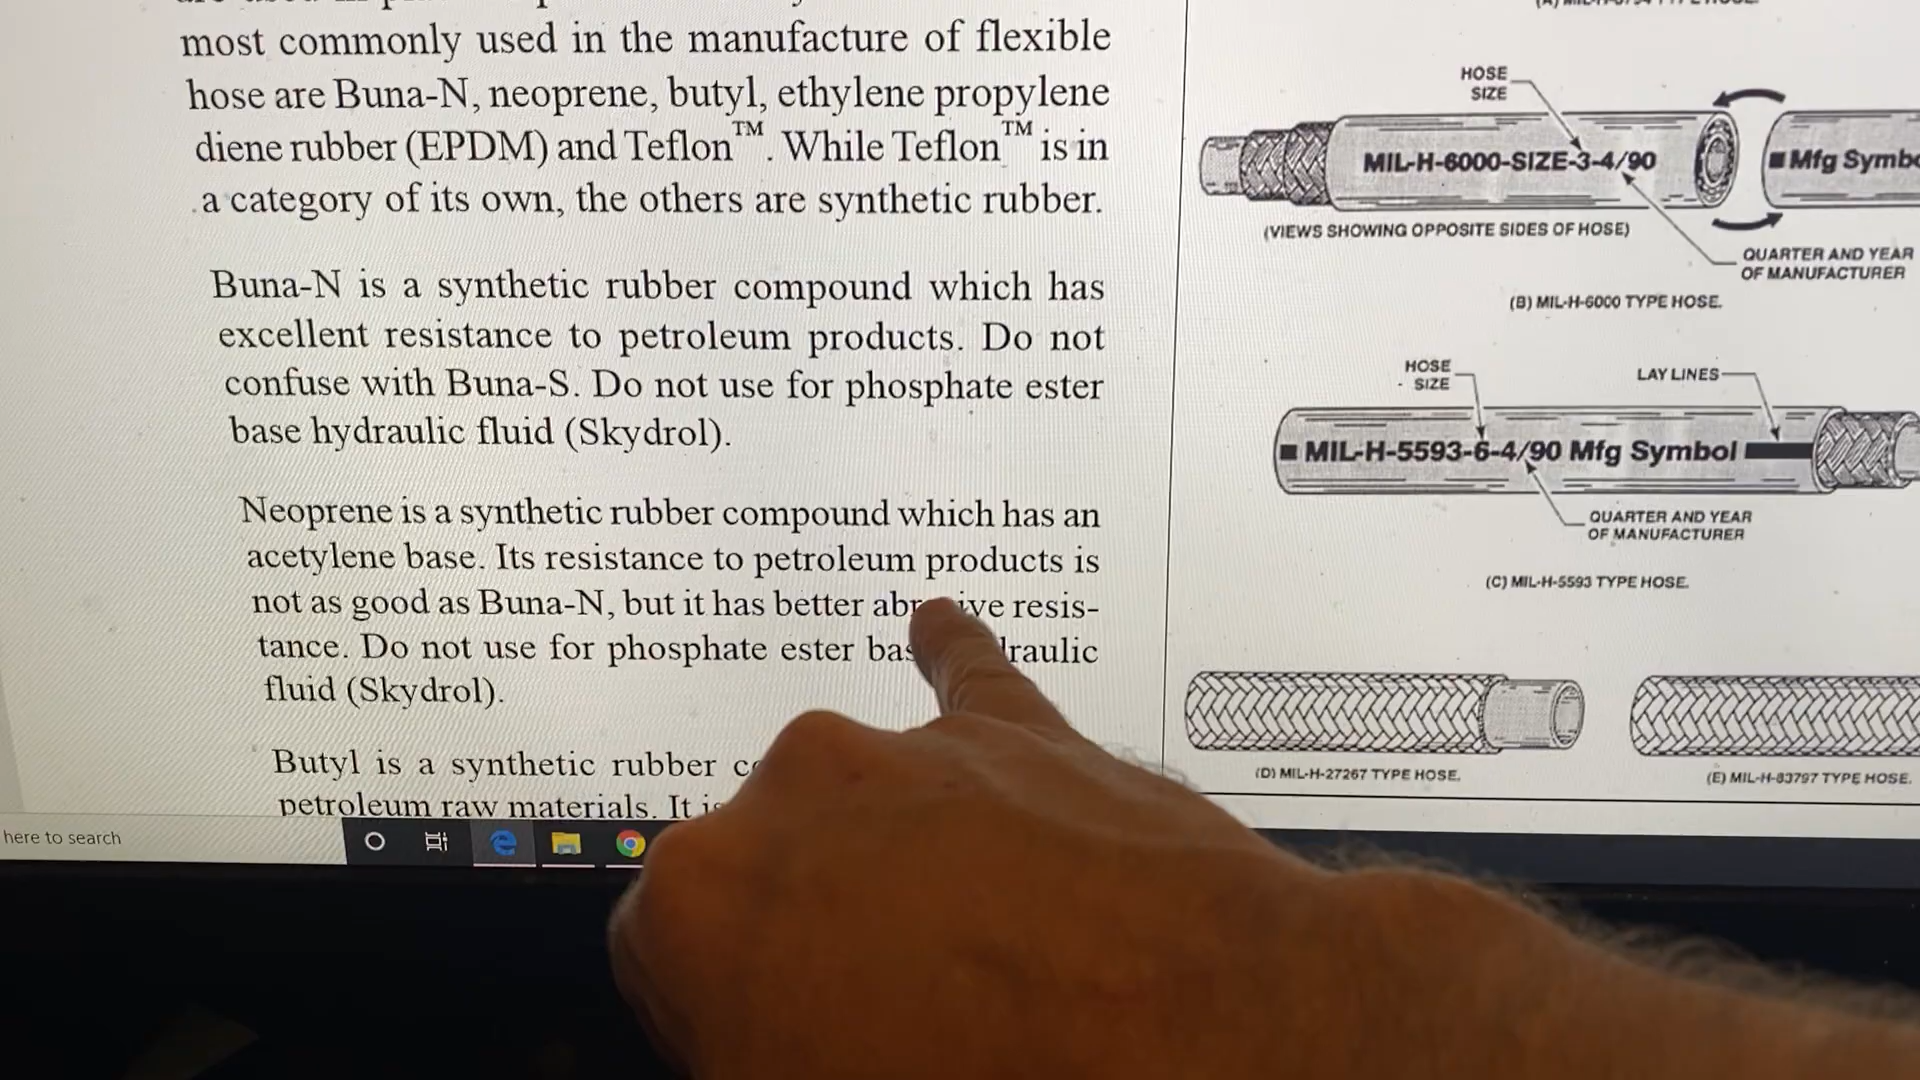 most commonly used in the manufacture of flexible
hose are Buna-N, neoprene, butyl, ethylene propylene
diene rubber (EPDM) and Teflon™. While Teflon™ is in
a category of its own, the others are synthetic rubber.
Buna-N is a synthetic rubber compound which has
excellent resistance to petroleum products. Do not
confuse with Buna-S. Do not use for phosphate ester
base hydraulic fluid (Skydrol).
Neoprene is a synthetic rubber compound which has an
acetylene base. Its resistance to petroleum products is
not as good as Buna-N, but it has better resis-
tance. Do not use for phosphate ester
fluid (Skydrol).
Butyl is a synthetic rubber
petroleum raw materials. It
here to search
HOSE
SIZE
MIL-H-6000-SIZE-3-4/90
Mfg
(VIEWS SHOWING OPPOSITE SIDES OF HOSE)
QUARTER AND YEAR
OF MANUFACTURER
(B) MIL-H-6000 TYPE HOSE.
HOSE
SIZE
LAY LINES
MIL-H-5593-6-4/90 Mfg Symbol
QUARTER AND YEAR
OF MANUFACTURER
(C) MIL-H-5593 TYPE HOSE.
(D) MIL-H-27267 TYPE HOSE.
(E) MIL-H-83797 TYPE HOSE.